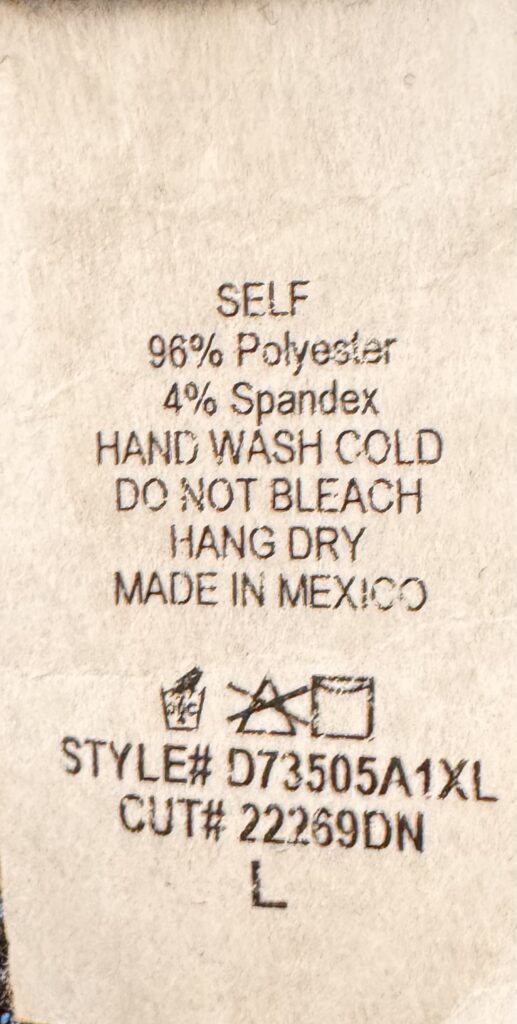 SELF
96% Polyester
4% Spandex
HAND WASH COLD
DO NOT BLEACH
HANG DRY
MADE IN MEXICO
STYLE# D73505A1XL
CUT# 22269DN
L